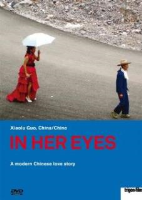 Xiaolu Guo, China/Chine
IN HER EYES
A modern Chinese love story
DVD
trigon-film